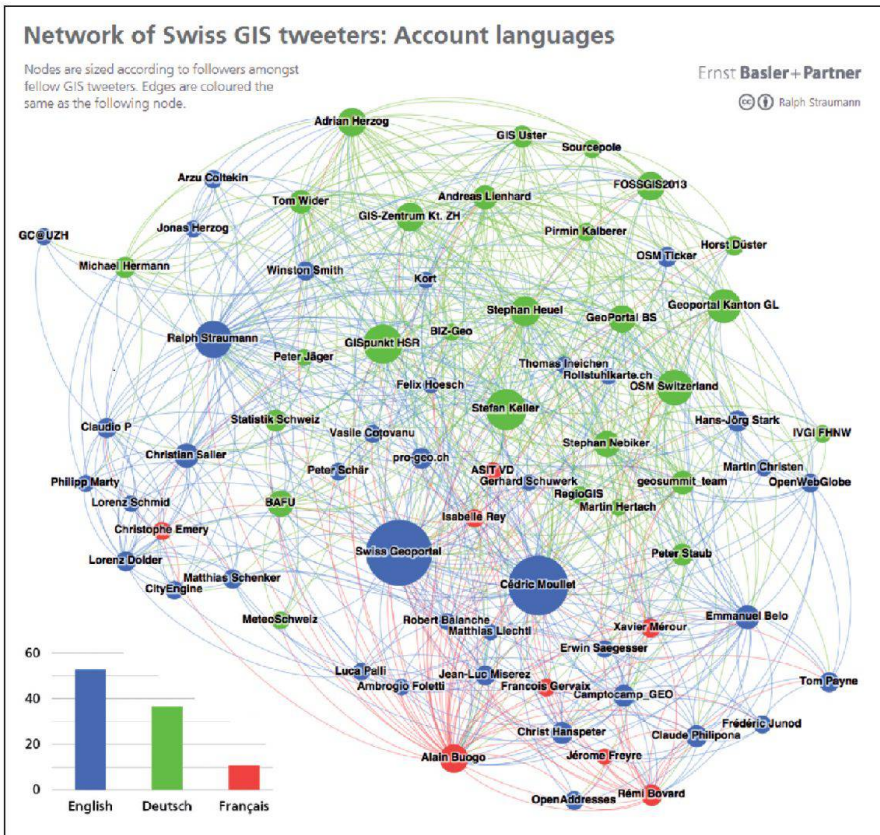 Network of Swiss GIS tweeters: Account languages
Nodes are sized according to followers amongst
fellow GIS tweeters. Edges are coloured the
same as the following node.
Ernst Basler + Partner
cc Ralph Straumann
Adrian Herzog
GIS Uster
Sourcepole
Arzu Coltekin
FOSSGIS2013
Andreas Lienhard
Tom Wider
GIS-Zentrum Kt. ZH
Jonas Herzog
Pirmin Kalberer
GC@UZH
Horst Düster
OSM Ticker
Michael Hermann
Winston Smith
Kort
Geoportal Kanton GL
Stephan Heuel
GeoPortal BS
BIZ-Geo
Ralph Straumann
GISpunkt HSR
Peter Jäger
Thomas Ineichen
Rollstuhlkarte.ch
Felix Hoesch
OSM Switzerland
Stefan Keller
Claudio P
Statistik Schweiz
Hans-Jörg Stark
Vasile Coțovanu
IVGI FHNW
Stephan Nebiker
Christian Sailer
pro-geo.ch
Peter Schär
ASIT VD
Martin Christen
Philipp Marty
Gerhard Schuwerk
geosummit_team
OpenWebGlobe
RegioGIS
Lorenz Schmid
BAFU
Martin Hertach
Christophe Emery
Isabelle Rey
Swiss Geoportal
Peter Staub
Lorenz Dolder
Matthias Schenker
Cédric Moullet
CityEngine
MeteoSchweiz
Robert Balanche
Emmanuel Belo
Matthias Liechti
Xavier Mérour
Erwin Saegesser
Luca Palli
Jean-Luc Miserez
Tom Payne
Ambrogio Foletti
Francois Gervaix
Camptocamp_GEO
Frédéric Junod
Christ Hanspeter
Claude Philipona
Alain Buogo
Jérome Freyre
OpenAddresses
Rémi Bovard
60
40
20
0
English
Deutsch
Français